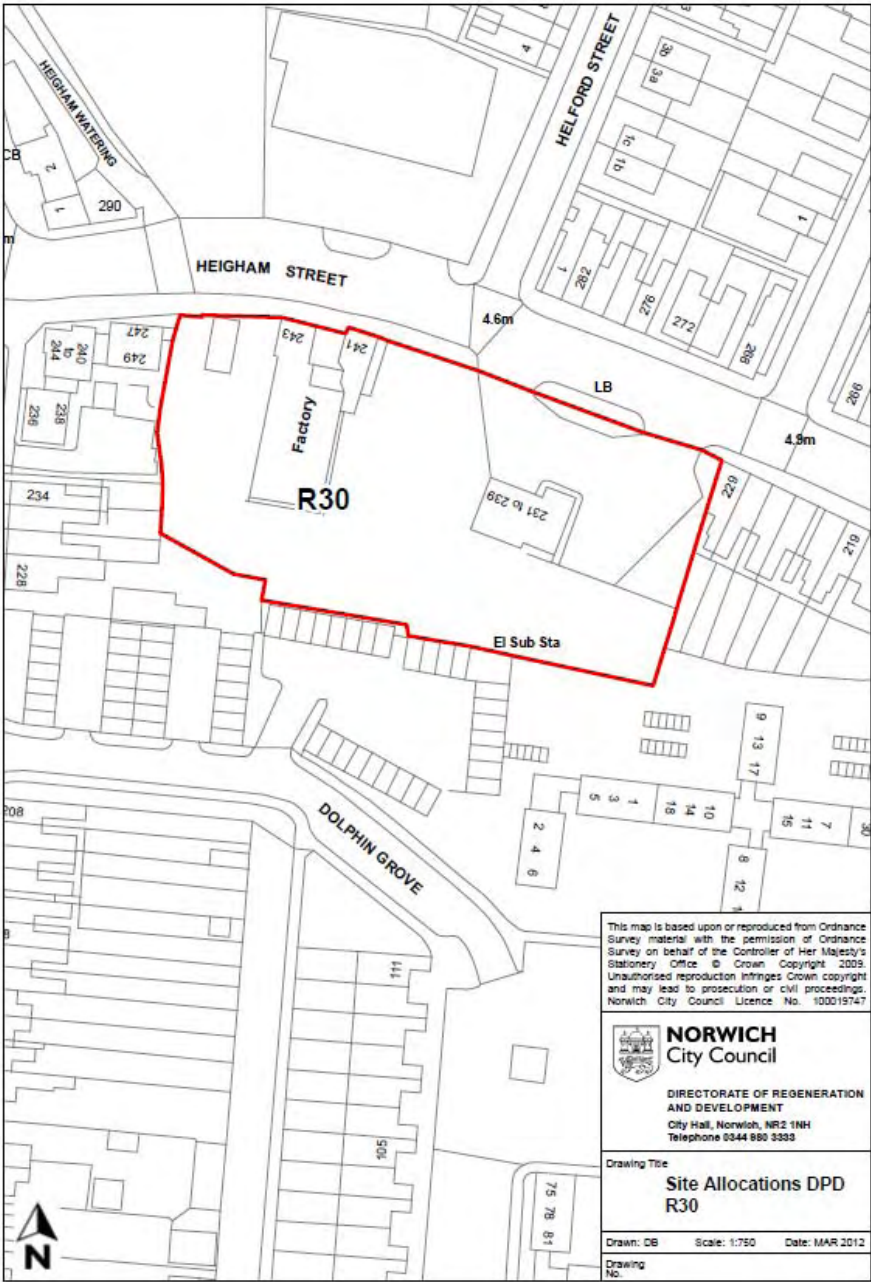 4
HELFORD STREET
3b
3a
1c
1b
1
HEIGHAM WATERING
CB
2
1
290
m
HEIGHAM STREET
1
282
276
272
268
266
4.6m
LB
4.9m
247
249
240
to
244
236
238
243
241
Factory
R30
231 to 239
229
219
234
228
El Sub Sta
9
13
17
5 3 1
18 14 10
15 11 7
30
2
4
6
8
12
1
208
8
DOLPHIN GROVE
111
105
75 78 81
N
This map is based upon or reproduced from Ordnance
Survey material with the permission of Ordnance
Survey on behalf of the Controller of Her Majesty's
Stationery Office © Crown Copyright 2009.
Unauthorised reproduction infringes Crown copyright
and may lead to prosecution or civil proceedings.
Norwich City Council Licence No. 100019747
NORWICH
City Council
DIRECTORATE OF REGENERATION
AND DEVELOPMENT
City Hall, Norwich, NR2 1NH
Telephone 0344 980 3333
Drawing Title
Site Allocations DPD
R30
Drawn: DB Scale: 1:750 Date: MAR 2012
Drawing
No.